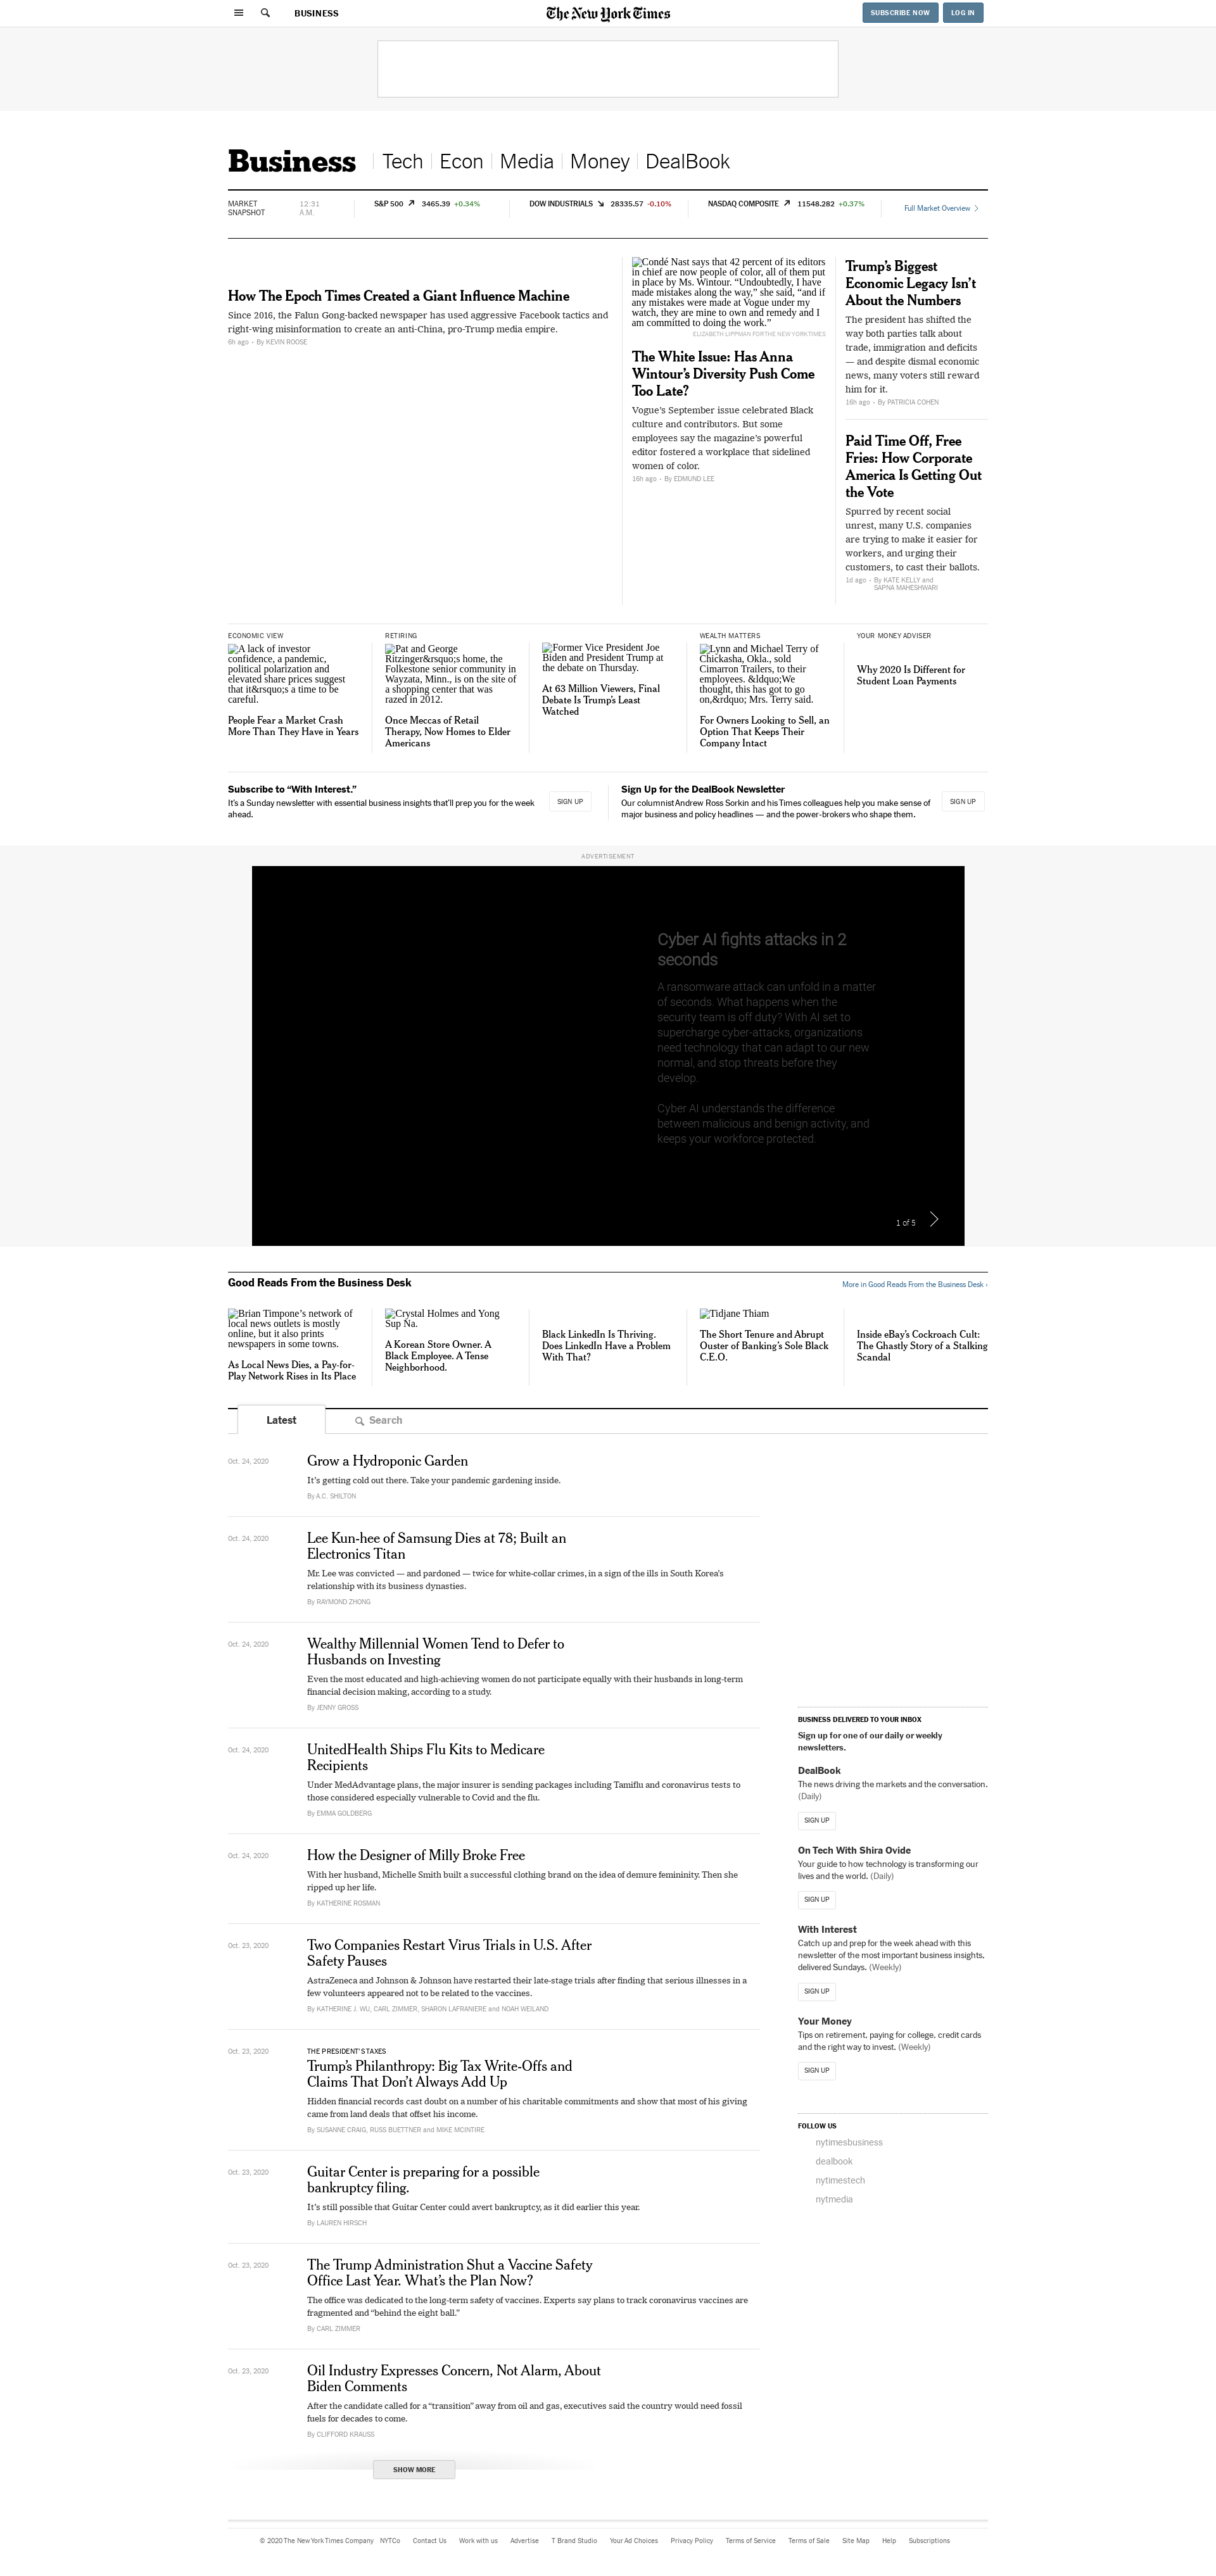 BUSINESS
The New York Times
SUBSCRIBE NOW
LOG IN
Business
Tech
Econ
Media
Money
DealBook
MARKET
SNAPSHOT
12:31
A.M.
S&P 500 3465.39 +0.34%
DOW INDUSTRIALS 28335.57 -0.10%
NASDAQ COMPOSITE 11548.282 +0.37%
Full Market Overview
How The Epoch Times Created a Giant Influence Machine
Since 2016, the Falun Gong-backed newspaper has used aggressive Facebook tactics and
right-wing misinformation to create an anti-China, pro-Trump media empire.
6h ago • By KEVIN ROOSE
Condé Nast says that 42 percent of its editors
in chief are now people of color, all of them put
in place by Ms. Wintour. “Undoubtedly, I have
made mistakes along the way,” she said, “and if
any mistakes were made at Vogue under my
watch, they are mine to own and remedy and I
am committed to doing the work.”
ELIZABETH LIPPMAN FOR THE NEW YORK TIMES
The White Issue: Has Anna
Wintour’s Diversity Push Come
Too Late?
Vogue’s September issue celebrated Black
culture and contributors. But some
employees say the magazine’s powerful
editor fostered a workplace that sidelined
women of color.
16h ago • By EDMUND LEE
Trump’s Biggest
Economic Legacy Isn’t
About the Numbers
The president has shifted the
way both parties talk about
trade, immigration and deficits
— and despite dismal economic
news, many voters still reward
him for it.
16h ago • By PATRICIA COHEN
Paid Time Off, Free
Fries: How Corporate
America Is Getting Out
the Vote
Spurred by recent social
unrest, many U.S. companies
are trying to make it easier for
workers, and urging their
customers, to cast their ballots.
1d ago • By KATE KELLY and
SAPNA MAHESHWARI
ECONOMIC VIEW
A lack of investor
confidence, a pandemic,
political polarization and
elevated share prices suggest
that it&rsquo;s a time to be
careful.
People Fear a Market Crash
More Than They Have in Years
RETIRING
Pat and George
Ritzinger&rsquo;s home, the
Folkestone senior community in
Wayzata, Minn., is on the site of
a shopping center that was
razed in 2012.
Once Meccas of Retail
Therapy, Now Homes to Elder
Americans
Former Vice President Joe
Biden and President Trump at
the debate on Thursday.
At 63 Million Viewers, Final
Debate Is Trump’s Least
Watched
WEALTH MATTERS
Lynn and Michael Terry of
Chickasha, Okla., sold
Cimarron Trailers, to their
employees. &ldquo;We
thought, this has got to go
on,&rdquo; Mrs. Terry said.
For Owners Looking to Sell, an
Option That Keeps Their
Company Intact
YOUR MONEY ADVISER
Why 2020 Is Different for
Student Loan Payments
Subscribe to “With Interest.”
It’s a Sunday newsletter with essential business insights that’ll prep you for the week
ahead.
SIGN UP
Sign Up for the DealBook Newsletter
Our columnist Andrew Ross Sorkin and his Times colleagues help you make sense of
major business and policy headlines — and the power-brokers who shape them.
SIGN UP
ADVERTISEMENT
Cyber AI fights attacks in 2
seconds
A ransomware attack can unfold in a matter
of seconds. What happens when the
security team is off duty? With AI set to
supercharge cyber-attacks, organizations
need technology that can adapt to our new
normal, and stop threats before they
develop.
Cyber AI understands the difference
between malicious and benign activity, and
keeps your workforce protected.
1 of 5
Good Reads From the Business Desk
More in Good Reads From the Business Desk ›
Brian Timpone’s network of
local news outlets is mostly
online, but it also prints
newspapers in some towns.
As Local News Dies, a Pay-for-
Play Network Rises in Its Place
Crystal Holmes and Yong
Sup Na.
A Korean Store Owner. A
Black Employee. A Tense
Neighborhood.
Black LinkedIn Is Thriving.
Does LinkedIn Have a Problem
With That?
Tidjane Thiam
The Short Tenure and Abrupt
Ouster of Banking’s Sole Black
C.E.O.
Inside eBay’s Cockroach Cult:
The Ghastly Story of a Stalking
Scandal
Latest
Search
Oct. 24, 2020
Grow a Hydroponic Garden
It’s getting cold out there. Take your pandemic gardening inside.
By A.C. SHILTON
Oct. 24, 2020
Lee Kun-hee of Samsung Dies at 78; Built an
Electronics Titan
Mr. Lee was convicted — and pardoned — twice for white-collar crimes, in a sign of the ills in South Korea’s
relationship with its business dynasties.
By RAYMOND ZHONG
Oct. 24, 2020
Wealthy Millennial Women Tend to Defer to
Husbands on Investing
Even the most educated and high-achieving women do not participate equally with their husbands in long-term
financial decision making, according to a study.
By JENNY GROSS
Oct. 24, 2020
UnitedHealth Ships Flu Kits to Medicare
Recipients
Under MedAdvantage plans, the major insurer is sending packages including Tamiflu and coronavirus tests to
those considered especially vulnerable to Covid and the flu.
By EMMA GOLDBERG
Oct. 24, 2020
How the Designer of Milly Broke Free
With her husband, Michelle Smith built a successful clothing brand on the idea of demure femininity. Then she
ripped up her life.
By KATHERINE ROSMAN
Oct. 23, 2020
Two Companies Restart Virus Trials in U.S. After
Safety Pauses
AstraZeneca and Johnson & Johnson have restarted their late-stage trials after finding that serious illnesses in a
few volunteers appeared not to be related to the vaccines.
By KATHERINE J. WU, CARL ZIMMER, SHARON LAFRANIERE and NOAH WEILAND
Oct. 23, 2020
THE PRESIDENT’S TAXES
Trump’s Philanthropy: Big Tax Write-Offs and
Claims That Don’t Always Add Up
Hidden financial records cast doubt on a number of his charitable commitments and show that most of his giving
came from land deals that offset his income.
By SUSANNE CRAIG, RUSS BUETTNER and MIKE MCINTIRE
Oct. 23, 2020
Guitar Center is preparing for a possible
bankruptcy filing.
It’s still possible that Guitar Center could avert bankruptcy, as it did earlier this year.
By LAUREN HIRSCH
Oct. 23, 2020
The Trump Administration Shut a Vaccine Safety
Office Last Year. What’s the Plan Now?
The office was dedicated to the long-term safety of vaccines. Experts say plans to track coronavirus vaccines are
fragmented and “behind the eight ball.”
By CARL ZIMMER
Oct. 23, 2020
Oil Industry Expresses Concern, Not Alarm, About
Biden Comments
After the candidate called for a “transition” away from oil and gas, executives said the country would need fossil
fuels for decades to come.
By CLIFFORD KRAUSS
SHOW MORE
BUSINESS DELIVERED TO YOUR INBOX
Sign up for one of our daily or weekly
newsletters.
DealBook
The news driving the markets and the conversation.
(Daily)
SIGN UP
On Tech With Shira Ovide
Your guide to how technology is transforming our
lives and the world. (Daily)
SIGN UP
With Interest
Catch up and prep for the week ahead with this
newsletter of the most important business insights,
delivered Sundays. (Weekly)
SIGN UP
Your Money
Tips on retirement, paying for college, credit cards
and the right way to invest. (Weekly)
SIGN UP
FOLLOW US
nytimesbusiness
dealbook
nytimestech
nytmedia
© 2020 The New York Times Company NYTCo Contact Us Work with us Advertise T Brand Studio Your Ad Choices Privacy Policy Terms of Service Terms of Sale Site Map Help Subscriptions